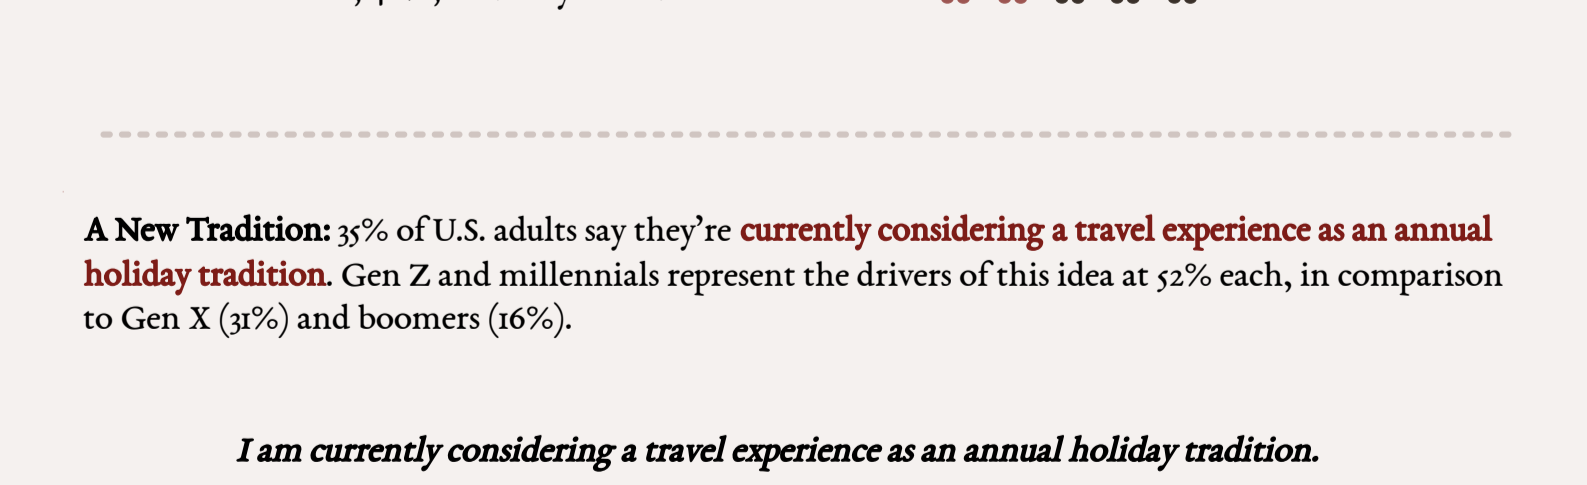 A New Tradition: 35% of U.S. adults say they’re currently considering a travel experience as an annual
holiday tradition. Gen Z and millennials represent the drivers of this idea at 52% each, in comparison
to Gen X (31%) and boomers (16%).
I am currently considering a travel experience as an annual holiday tradition.